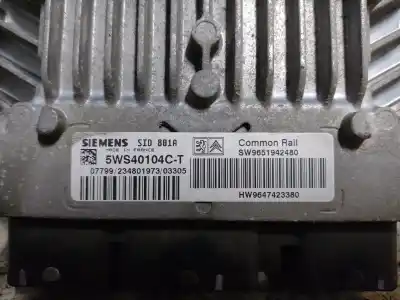 SIEMENS SID 801A
MADE IN FRANCE
5WS40104C-T
07799/234801973/03305
Common Rail
SW9651942480
HW9647423380